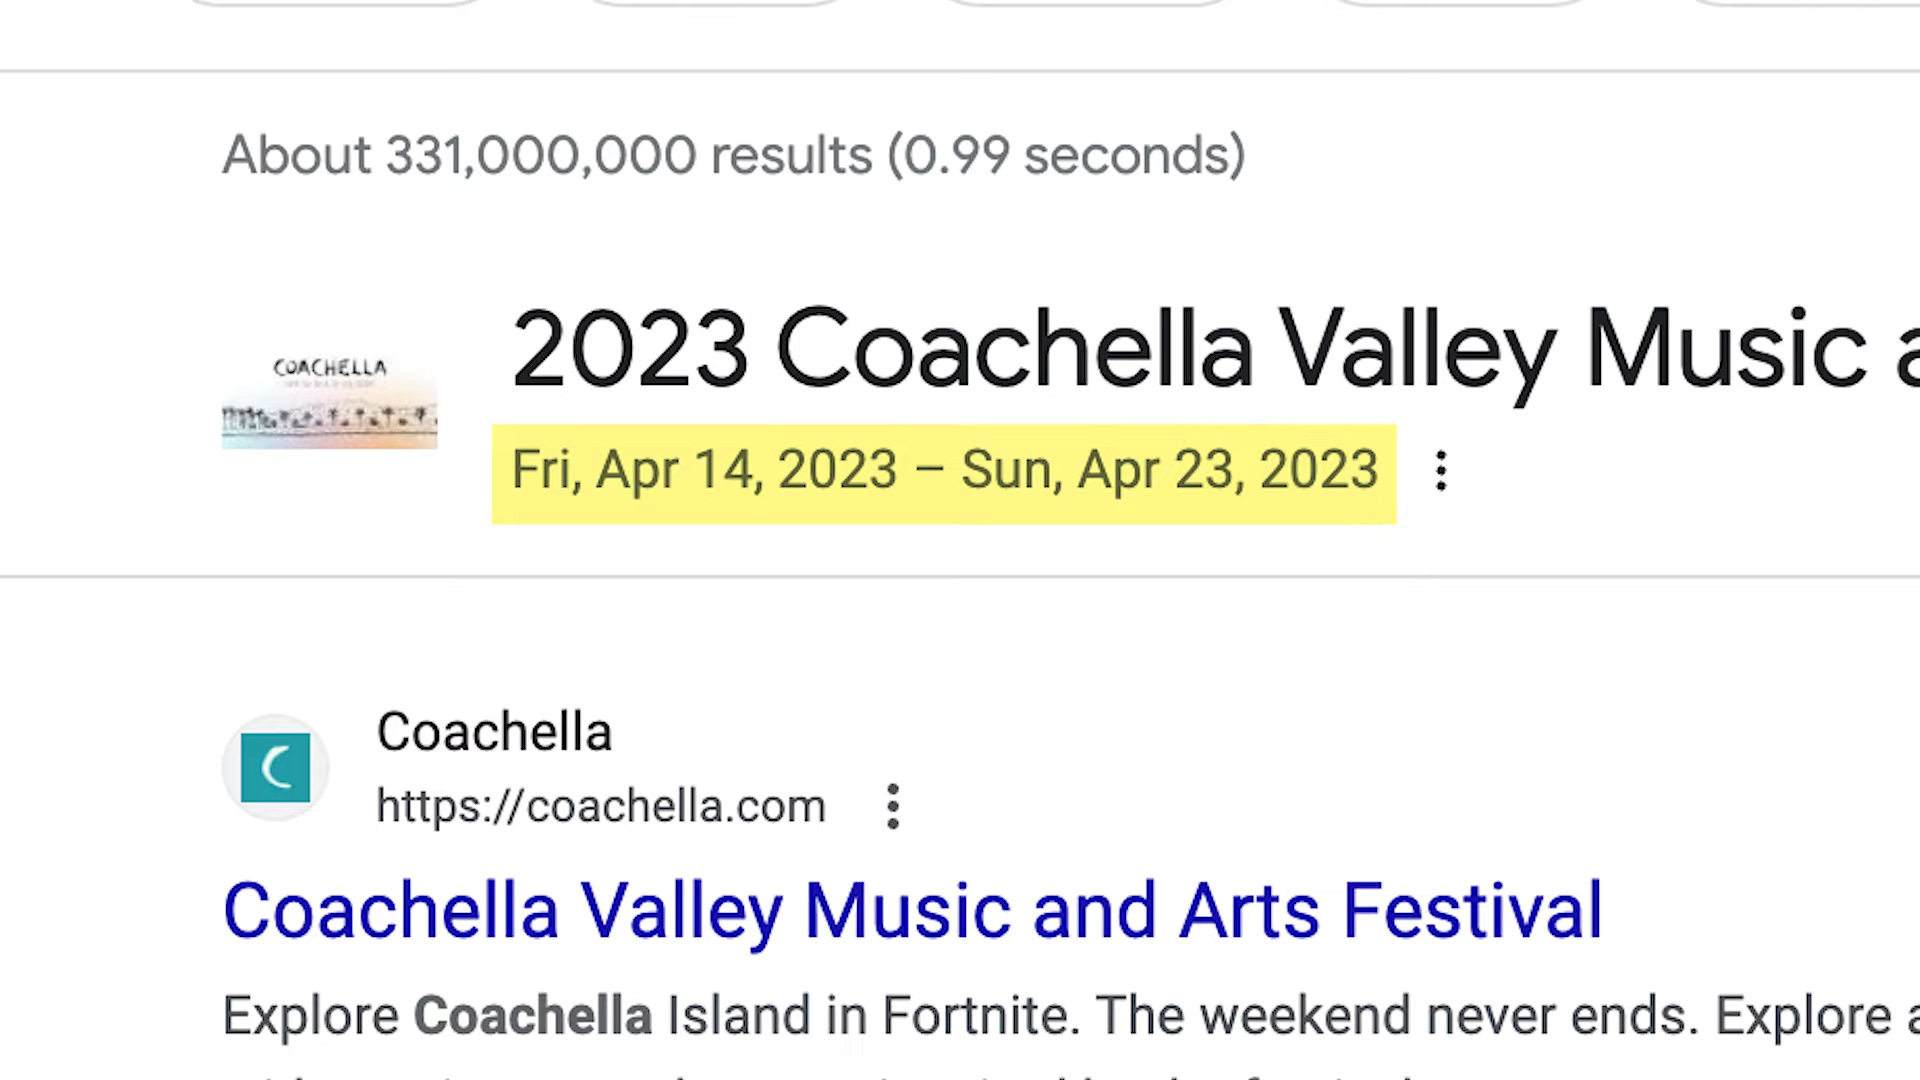 About 331,000,000 results (0.99 seconds)
2023 Coachella Valley Music
COACHELLA
Fri, Apr 14, 2023 – Sun, Apr 23, 2023
Coachella
https://coachella.com
Coachella Valley Music and Arts Festival
Explore Coachella Island in Fortnite. The weekend never ends. Explore